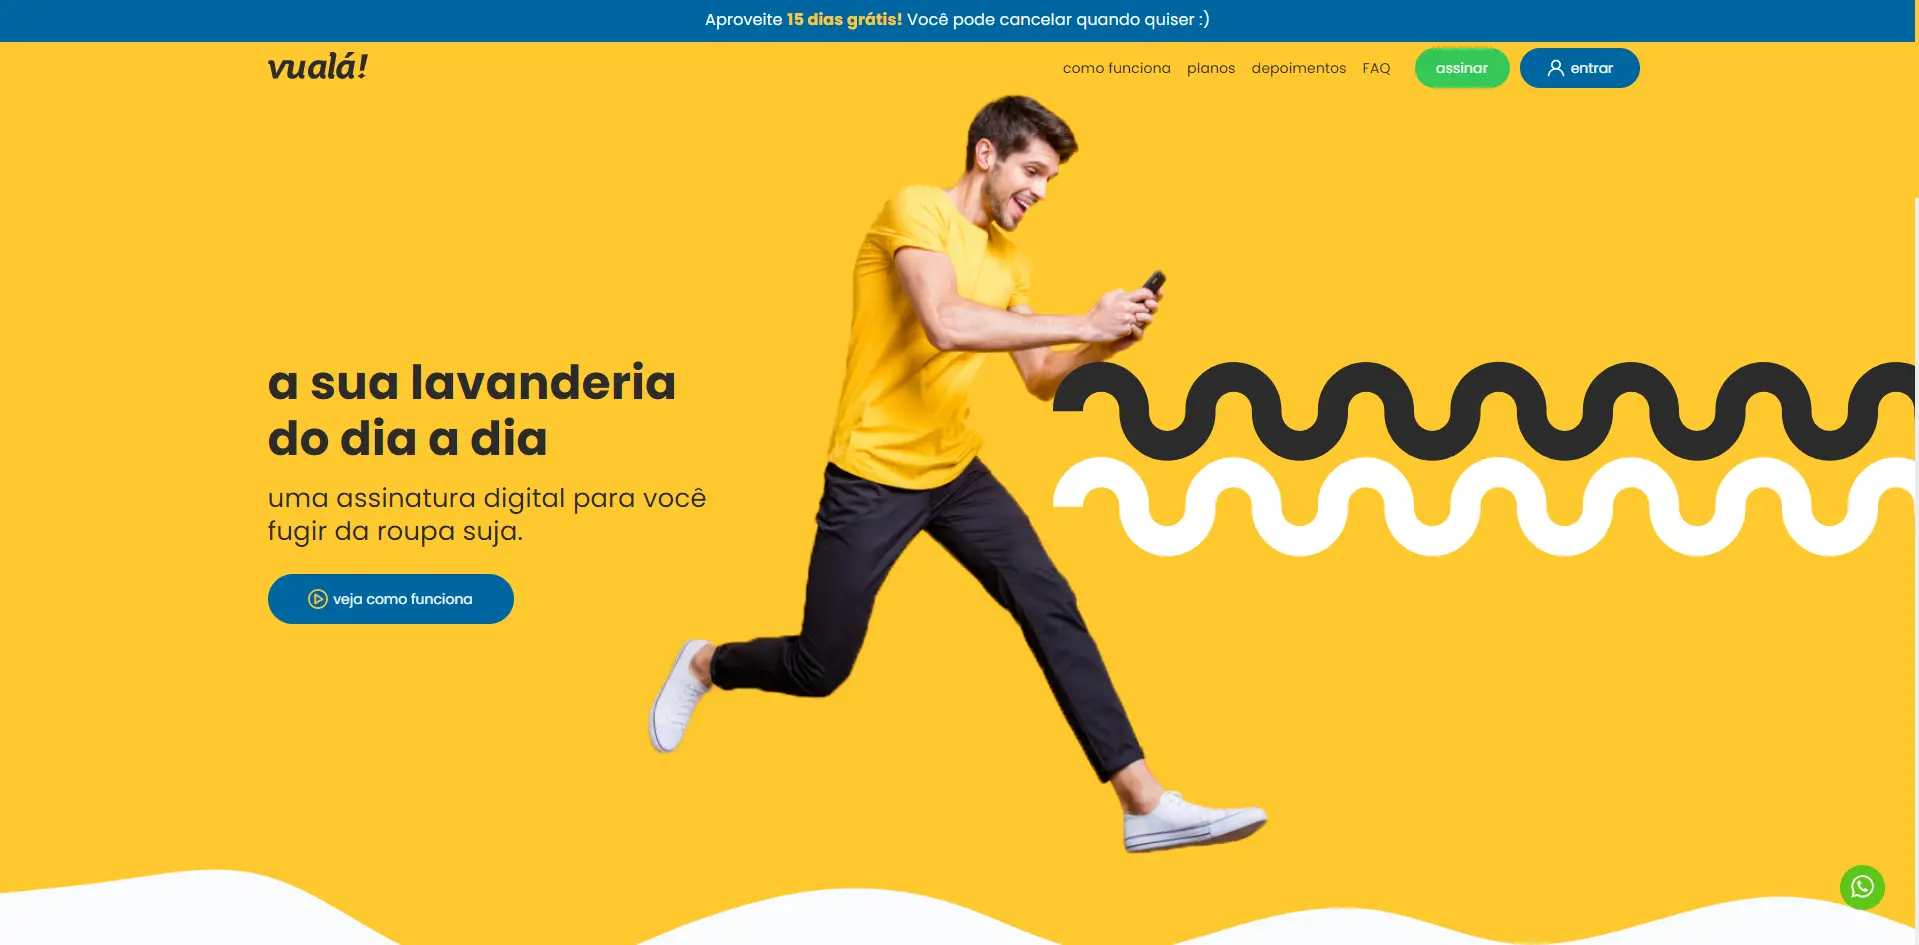 Aproveite 15 dias grátis! Você pode cancelar quando quiser :)
vualá!
como funciona
planos
depoimentos
FAQ
assinar
entrar
a sua lavanderia
do dia a dia
uma assinatura digital para você
fugir da roupa suja.
veja como funciona